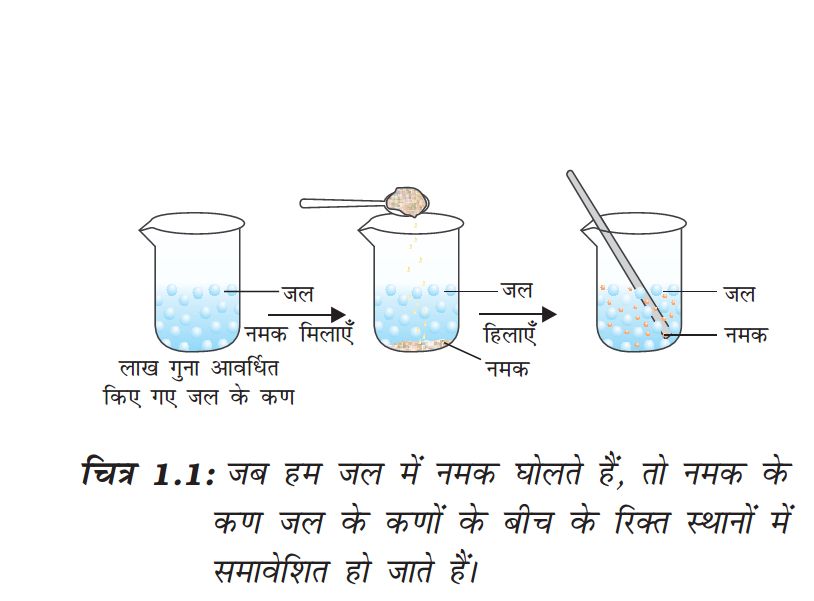 जल
नमक मिलाएँ
लाख गुना आवर्धित
किए गए जल के कण
जल
हिलाएँ
नमक
जल
नमक
चित्र 1.1: जब हम जल में नमक घोलते हैं, तो नमक के
कण जल के कणों के बीच के रिक्त स्थानों में
समावेशित हो जाते हैं।